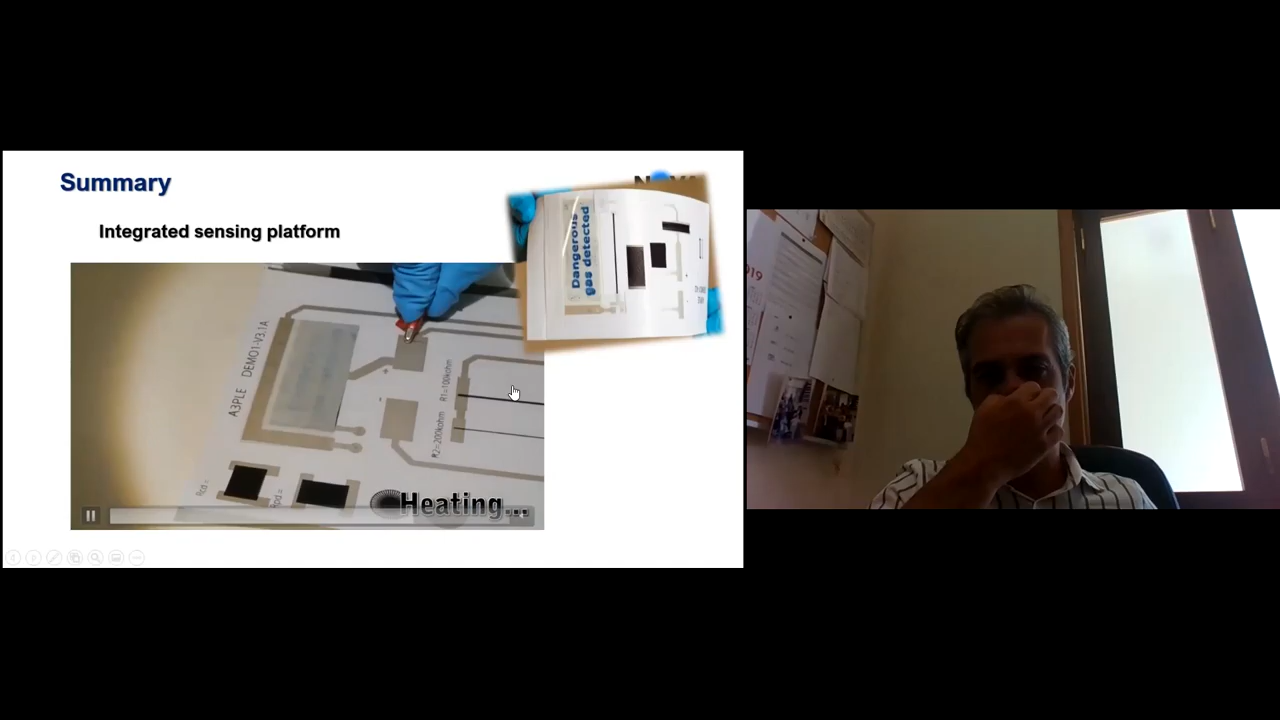 Summary
Integrated sensing platform
Dangerous
gas detected
A3PLE DEMO1-V3.1A
R1=100kohm
R2=200kohm
Heating...